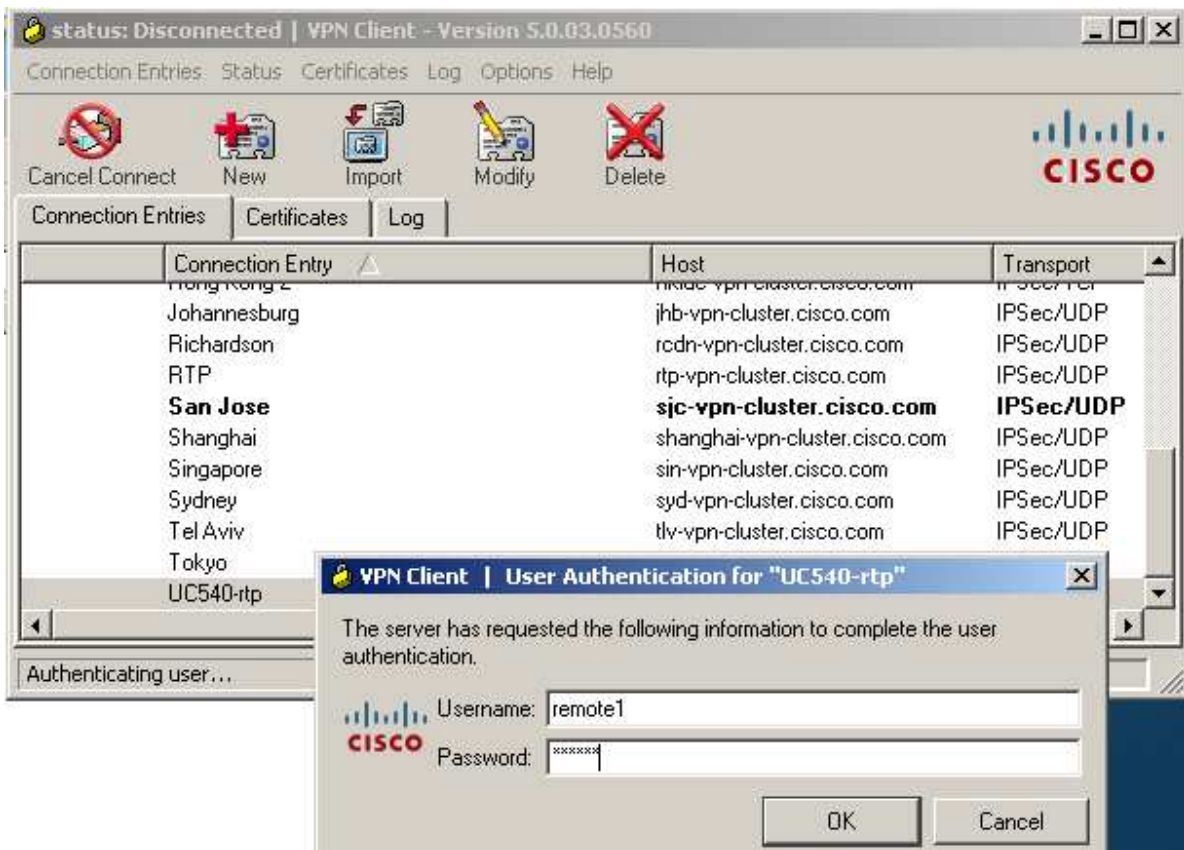 status: Disconnected | VPN Client - Version 5.0.03.0560
Connection Entries Status Certificates Log Options Help
Cancel Connect New Import Modify Delete
CISCO
Connection Entries Certificates Log
Connection Entry Host Transport
Johannesburg jhb-vpn-cluster.cisco.com IPSec/UDP
Richardson rcdn-vpn-cluster.cisco.com IPSec/UDP
RTP rtp-vpn-cluster.cisco.com IPSec/UDP
San Jose sjc-vpn-cluster.cisco.com IPSec/UDP
Shanghai shanghai-vpn-cluster.cisco.com IPSec/UDP
Singapore sin-vpn-cluster.cisco.com IPSec/UDP
Sydney syd-vpn-cluster.cisco.com IPSec/UDP
Tel Aviv tlv-vpn-cluster.cisco.com IPSec/UDP
Tokyo
UC540-rtp
Authenticating user...
VPN Client | User Authentication for "UC540-rtp"
The server has requested the following information to complete the user
authentication.
CISCO
Username: remote1
Password: ******
OK Cancel